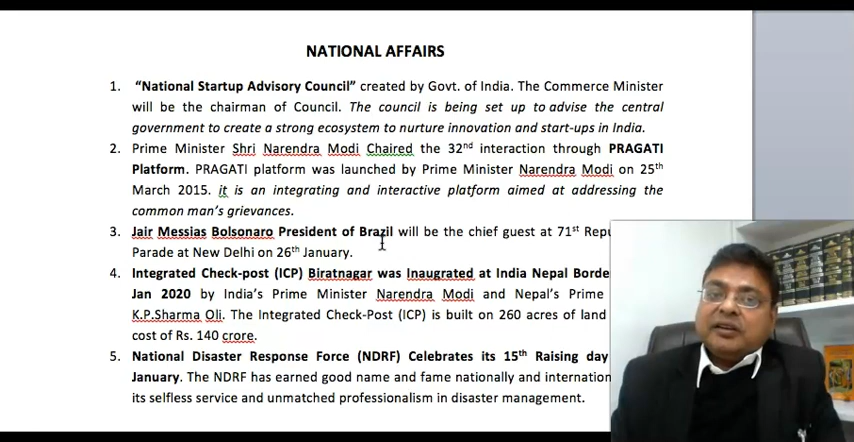 NATIONAL AFFAIRS
1. “National Startup Advisory Council” created by Govt. of India. The Commerce Minister
will be the chairman of Council. The council is being set up to advise the central
government to create a strong ecosystem to nurture innovation and start-ups in India.
2. Prime Minister Shri Narendra Modi Chaired the 32nd interaction through PRAGATI
Platform. PRAGATI platform was launched by Prime Minister Narendra Modi on 25th
March 2015. it is an integrating and interactive platform aimed at addressing the
common man’s grievances.
3. Jair Messias Bolsonaro President of Brazil will be the chief guest at 71st Repu
Parade at New Delhi on 26th January.
4. Integrated Check-post (ICP) Biratnagar was Inaugrated at India Nepal Borde
Jan 2020 by India’s Prime Minister Narendra Modi and Nepal’s Prime
K.P.Sharma Oli. The Integrated Check-Post (ICP) is built on 260 acres of land
cost of Rs. 140 crore.
5. National Disaster Response Force (NDRF) Celebrates its 15th Raising day
January. The NDRF has earned good name and fame nationally and internation
its selfless service and unmatched professionalism in disaster management.